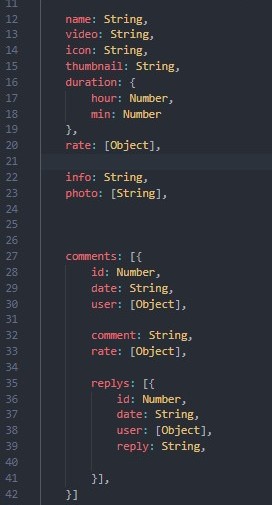 11
12 name: String,
13 video: String,
14 icon: String,
15 thumbnail: String,
16 duration: {
17 hour: Number,
18 min: Number
19 },
20 rate: [Object],
21
22 info: String,
23 photo: [String],
24
25
26
27 comments: [{
28 id: Number,
29 date: String,
30 user: [Object],
31
32 comment: String,
33 rate: [Object],
34
35 replys: [{
36 id: Number,
37 date: String,
38 user: [Object],
39 reply: String,
40
41 }],
42 }]